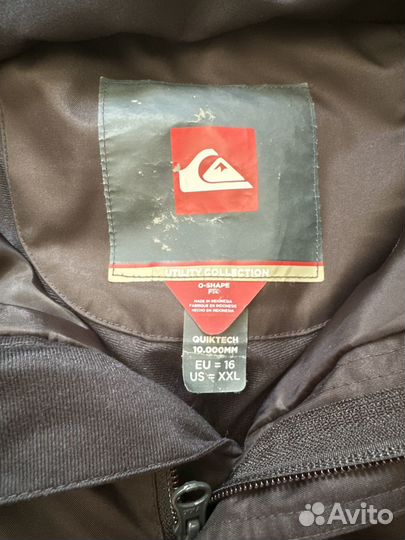 UTILITY COLLECTION
O-SHAPE
FIT
MADE IN INDONESIA
FABRIQUE EN INDONESIE
HECHO EN INDONESIA
QUIKTECH
10.000MM
EU = 16
US = XXL
Avito